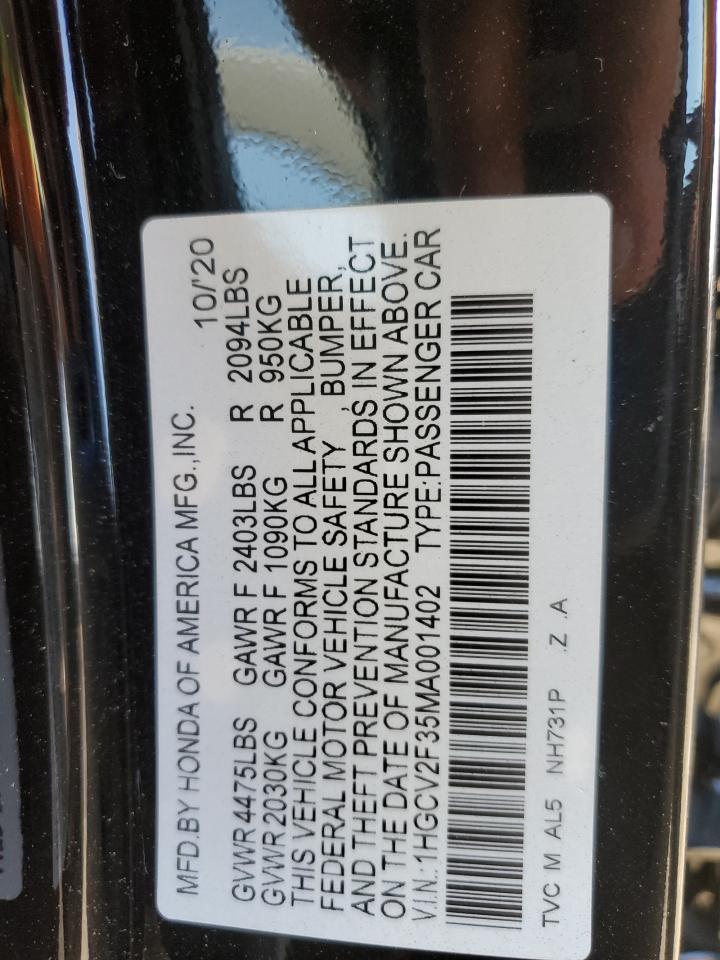 MFD.BY HONDA OF AMERICA MFG.,INC. 10/'20
GVWR 4475LBS GAWR F 2403LBS R 2094LBS
GVWR 2030KG GAWR F 1090KG R 950KG
THIS VEHICLE CONFORMS TO ALL APPLICABLE
FEDERAL MOTOR VEHICLE SAFETY , BUMPER,
AND THEFT PREVENTION STANDARDS IN EFFECT
ON THE DATE OF MANUFACTURE SHOWN ABOVE.
V.I.N.:1HGCV2F35MA001402 TYPE:PASSENGER CAR
TVC M AL5 NH731P .Z .A